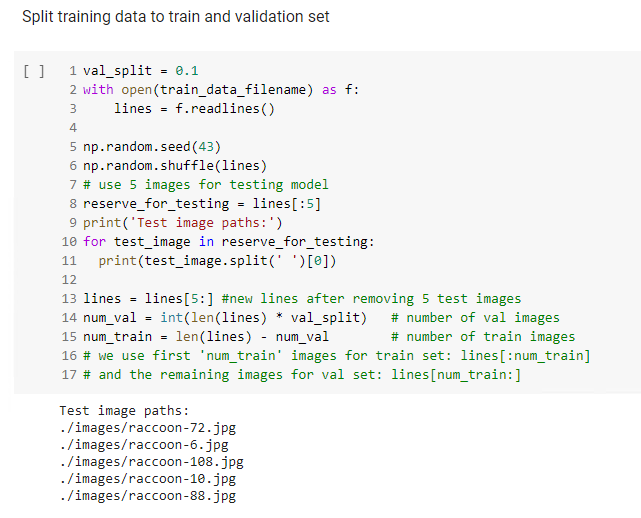 Split training data to train and validation set
[ ] 1 val_split = 0.1
2 with open(train_data_filename) as f:
3     lines = f.readlines()
4
5 np.random.seed(43)
6 np.random.shuffle(lines)
7 # use 5 images for testing model
8 reserve_for_testing = lines[:5]
9 print('Test image paths:')
10 for test_image in reserve_for_testing:
11   print(test_image.split(' ')[0])
12
13 lines = lines[5:] #new lines after removing 5 test images
14 num_val = int(len(lines) * val_split)   # number of val images
15 num_train = len(lines) - num_val        # number of train images
16 # we use first 'num_train' images for train set: lines[:num_train]
17 # and the remaining images for val set: lines[num_train:]
Test image paths:
./images/raccoon-72.jpg
./images/raccoon-6.jpg
./images/raccoon-108.jpg
./images/raccoon-10.jpg
./images/raccoon-88.jpg